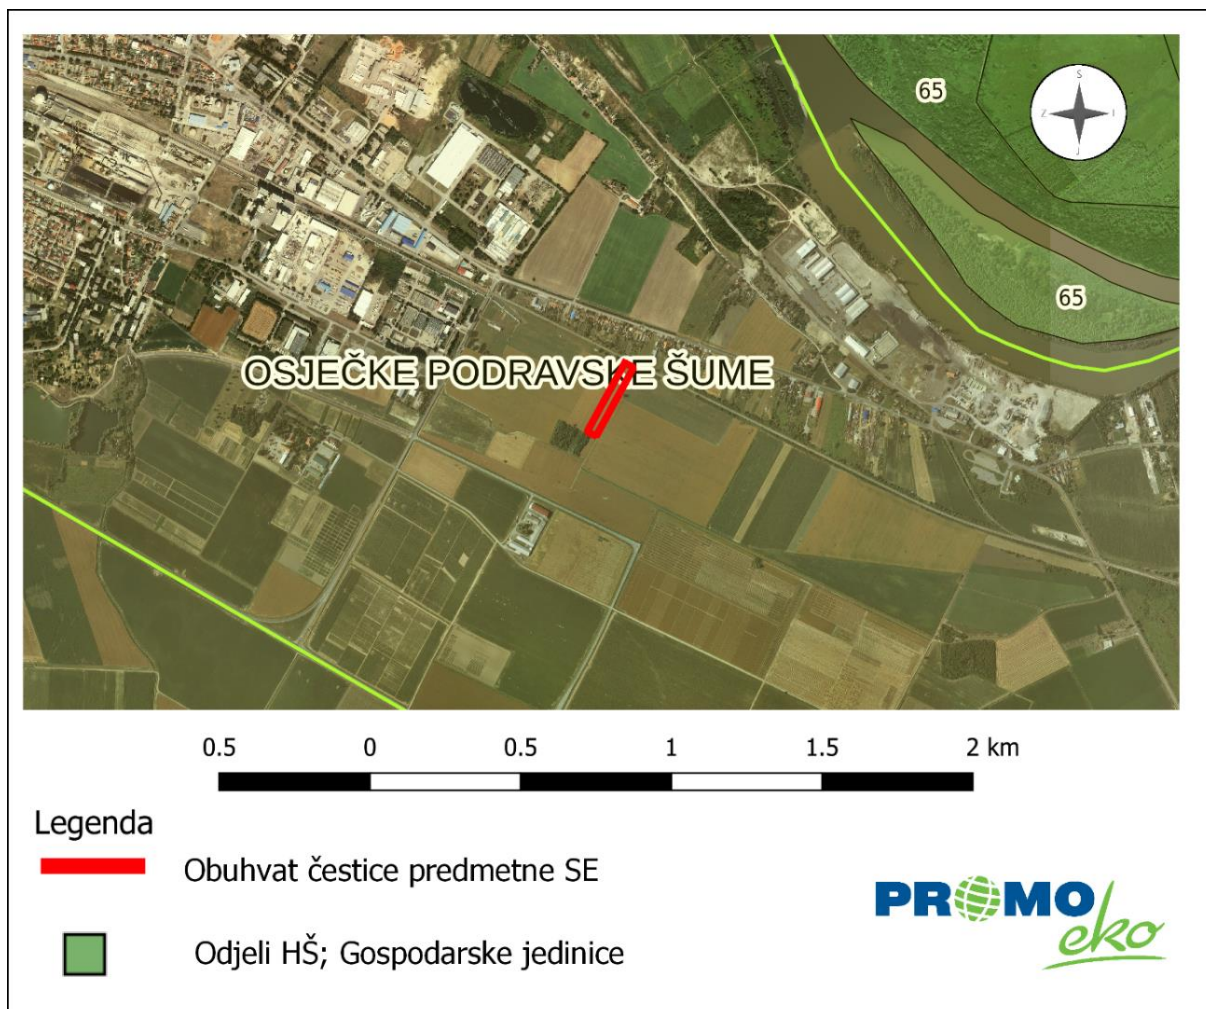 65
S
Z I
J
65
OSJEČKE PODRAVSKE ŠUME
0.5 0 0.5 1 1.5 2 km
Legenda
Obuhvat čestice predmetne SE
Odjeli HŠ; Gospodarske jedinice
PROMO
eko